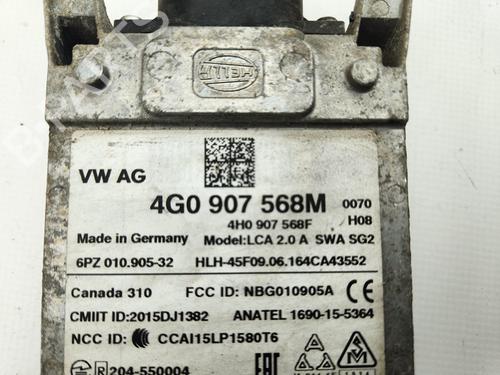 HELLA
VW AG
4G0 907 568M
0070
4H0 907 568F
H08
Made in Germany Model:LCA 2.0 A SWA SG2
6PZ 010.905-32 HLH-45F09.06.164CA43552
Canada 310 FCC ID: NBG010905A
CMIIT ID:2015DJ1382 ANATEL 1690-15-5364
NCC ID: CCAI15LP1580T6
R 204-550004
EAC